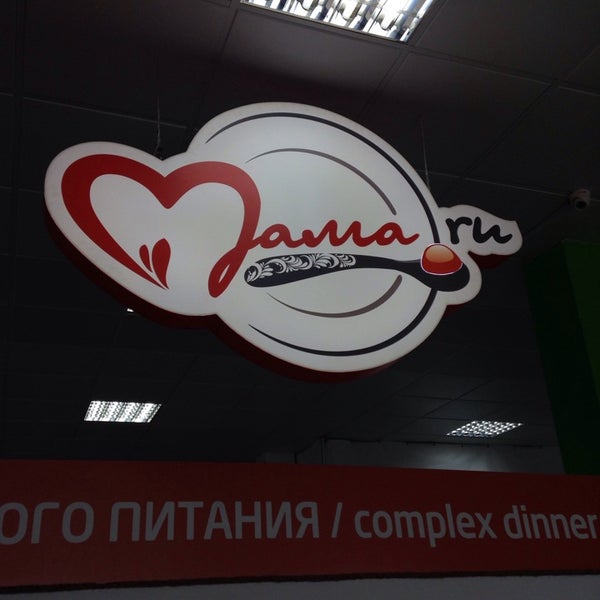 Мама.ru
ОГО ПИТАНИЯ / complex dinner